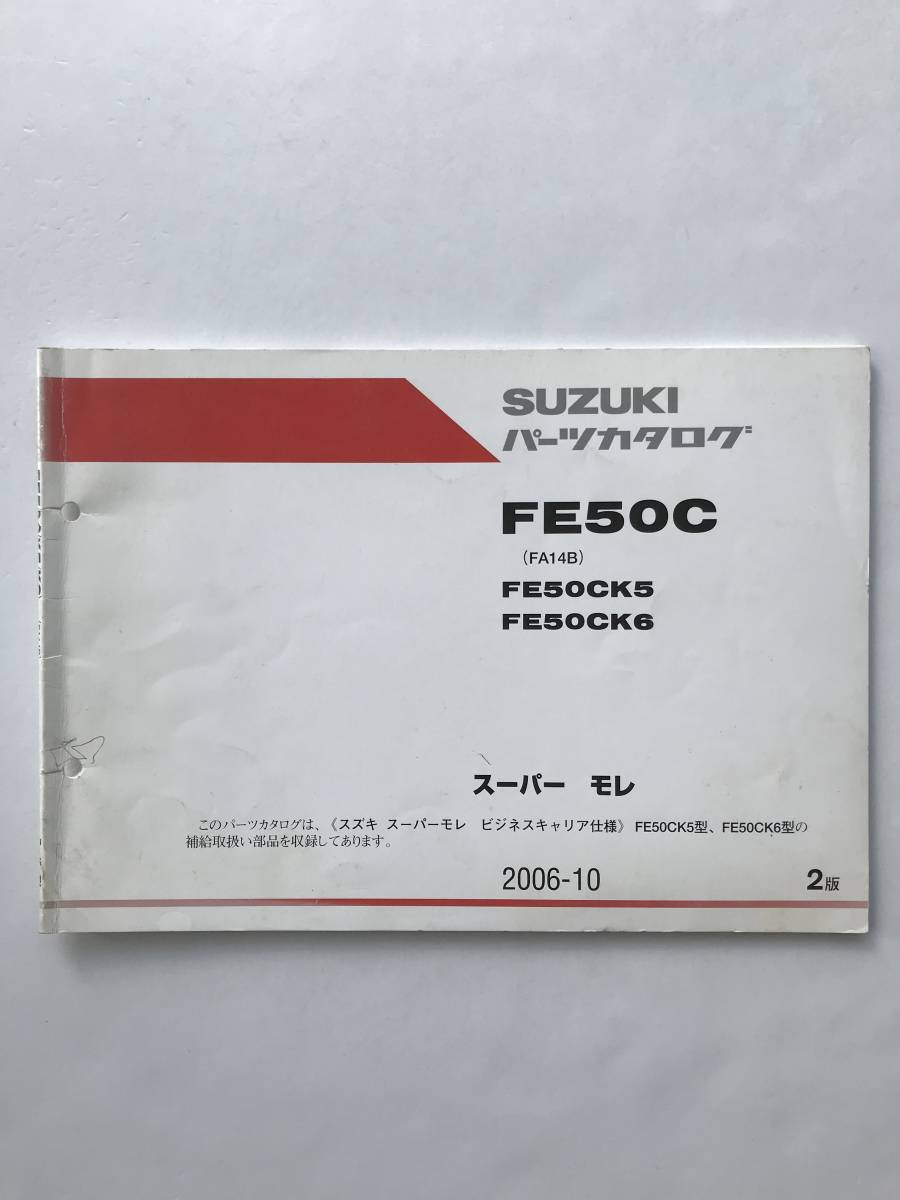 SUZUKI
パーツカタログ
FE50C
(FA14B)
FE50CK5
FE50CK6
スーパー モレ
このパーツカタログは、《スズキ スーパーモレ ビジネスキャリア仕様》 FE50CK5型、FE50CK6型の
補給取扱い部品を収録してあります。
2006-10
2版